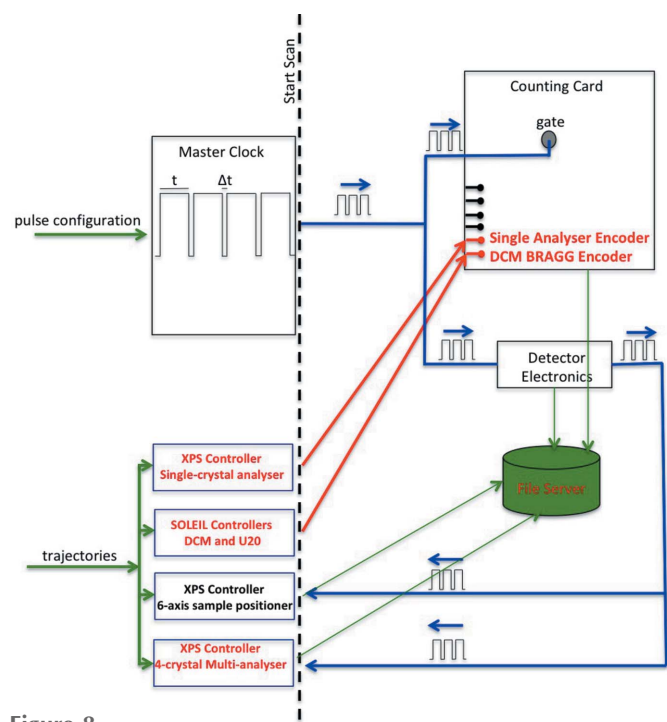 Start Scan
Counting Card
gate
Master Clock
t
Δt
pulse configuration
Single Analyser Encoder
DCM BRAGG Encoder
Detector
Electronics
XPS Controller
Single-crystal analyser
File Server
SOLEIL Controllers
DCM and U20
trajectories
XPS Controller
6-axis sample positioner
XPS Controller
4-crystal Multi-analyser
Figure 8